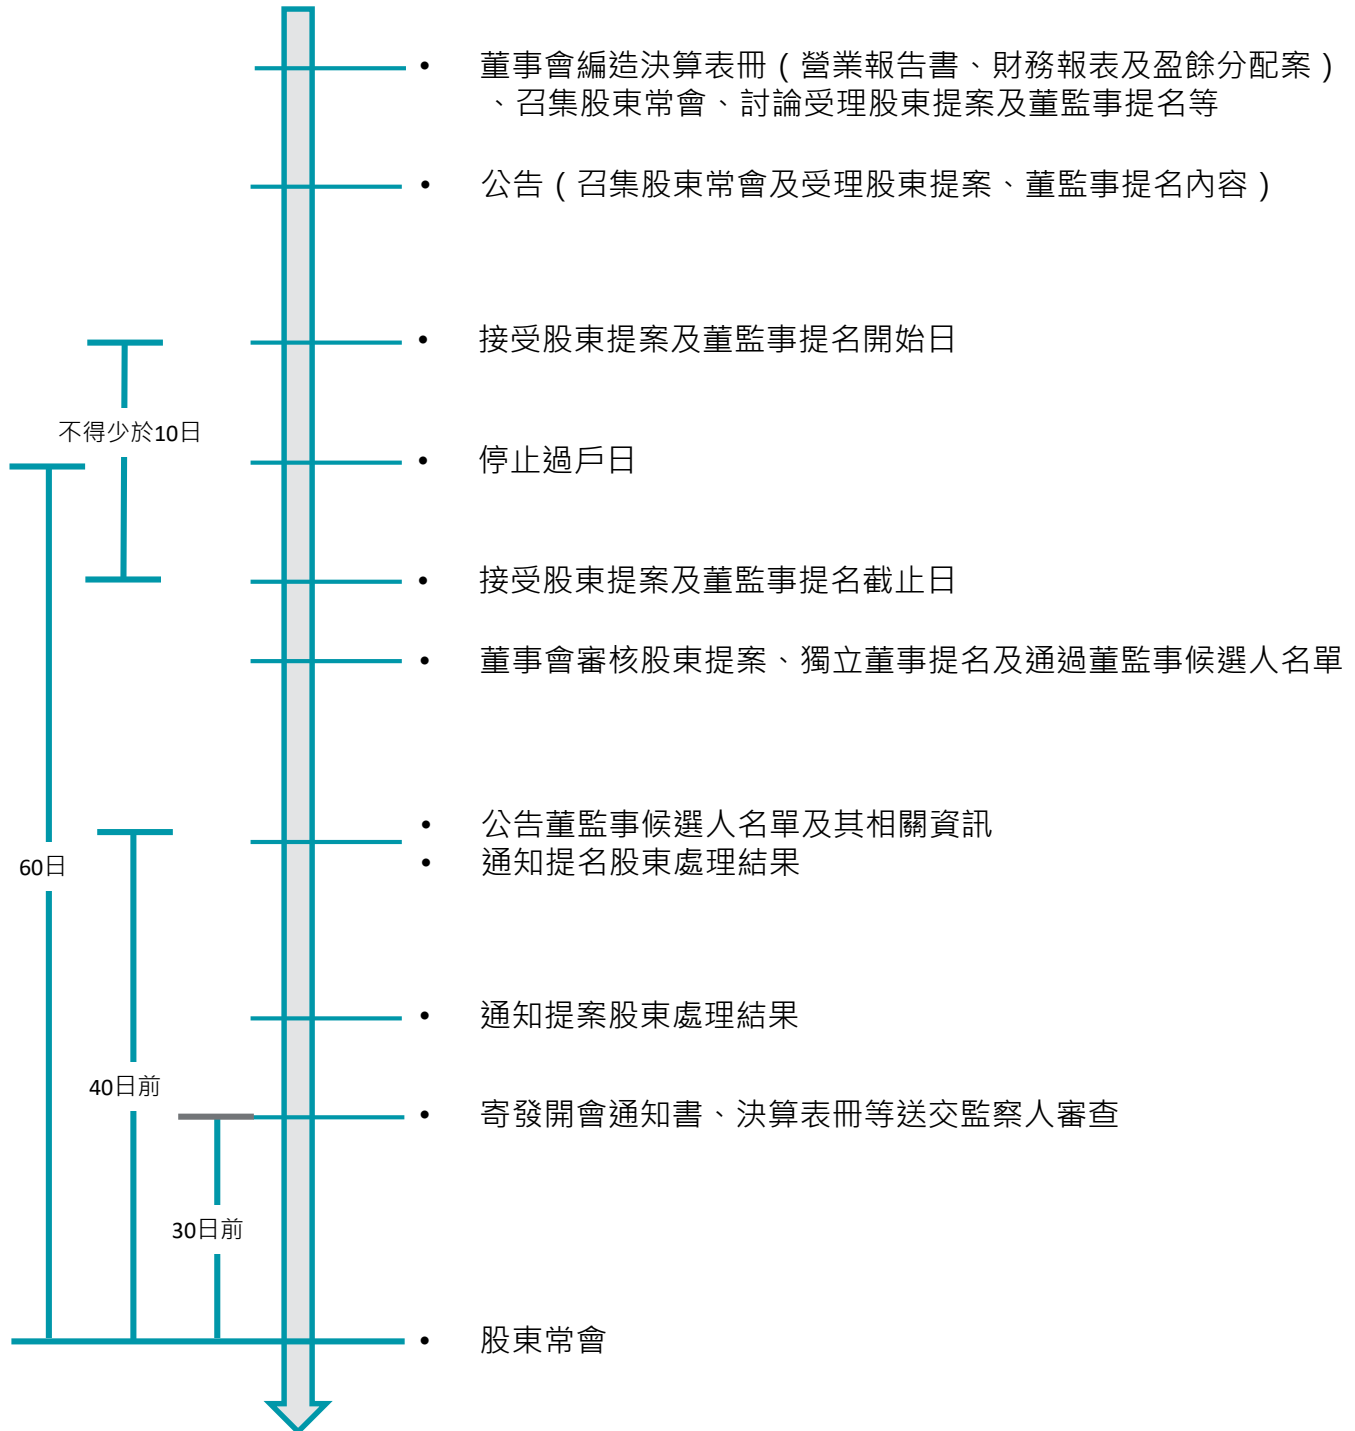 • 董事會編造決算表冊（營業報告書、財務報表及盈餘分配案）
、召集股東常會、討論受理股東提案及董監事提名等
• 公告（召集股東常會及受理股東提案、董監事提名內容）
• 接受股東提案及董監事提名開始日
不得少於10日
• 停止過戶日
• 接受股東提案及董監事提名截止日
• 董事會審核股東提案、獨立董事提名及通過董監事候選人名單
• 公告董監事候選人名單及其相關資訊
• 通知提名股東處理結果
60日
• 通知提案股東處理結果
40日前
• 寄發開會通知書、決算表冊等送交監察人審查
30日前
• 股東常會